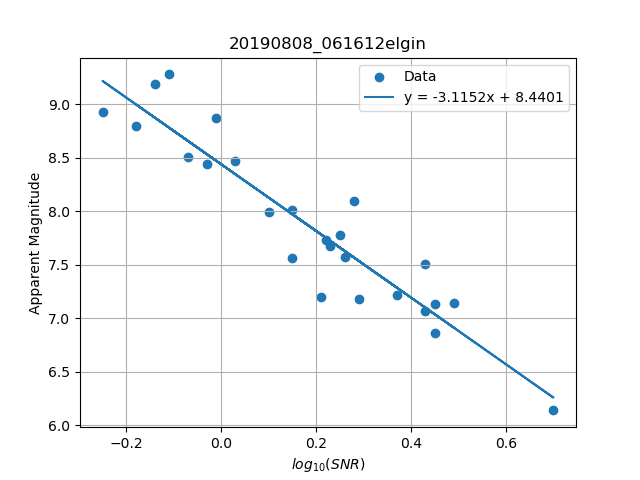 20190808_061612elgin
Data
y = -3.1152x + 8.4401
Apparent Magnitude
9.0
8.5
8.0
7.5
7.0
6.5
6.0
−0.2 0.0 0.2 0.4 0.6
log₁₀(SNR)